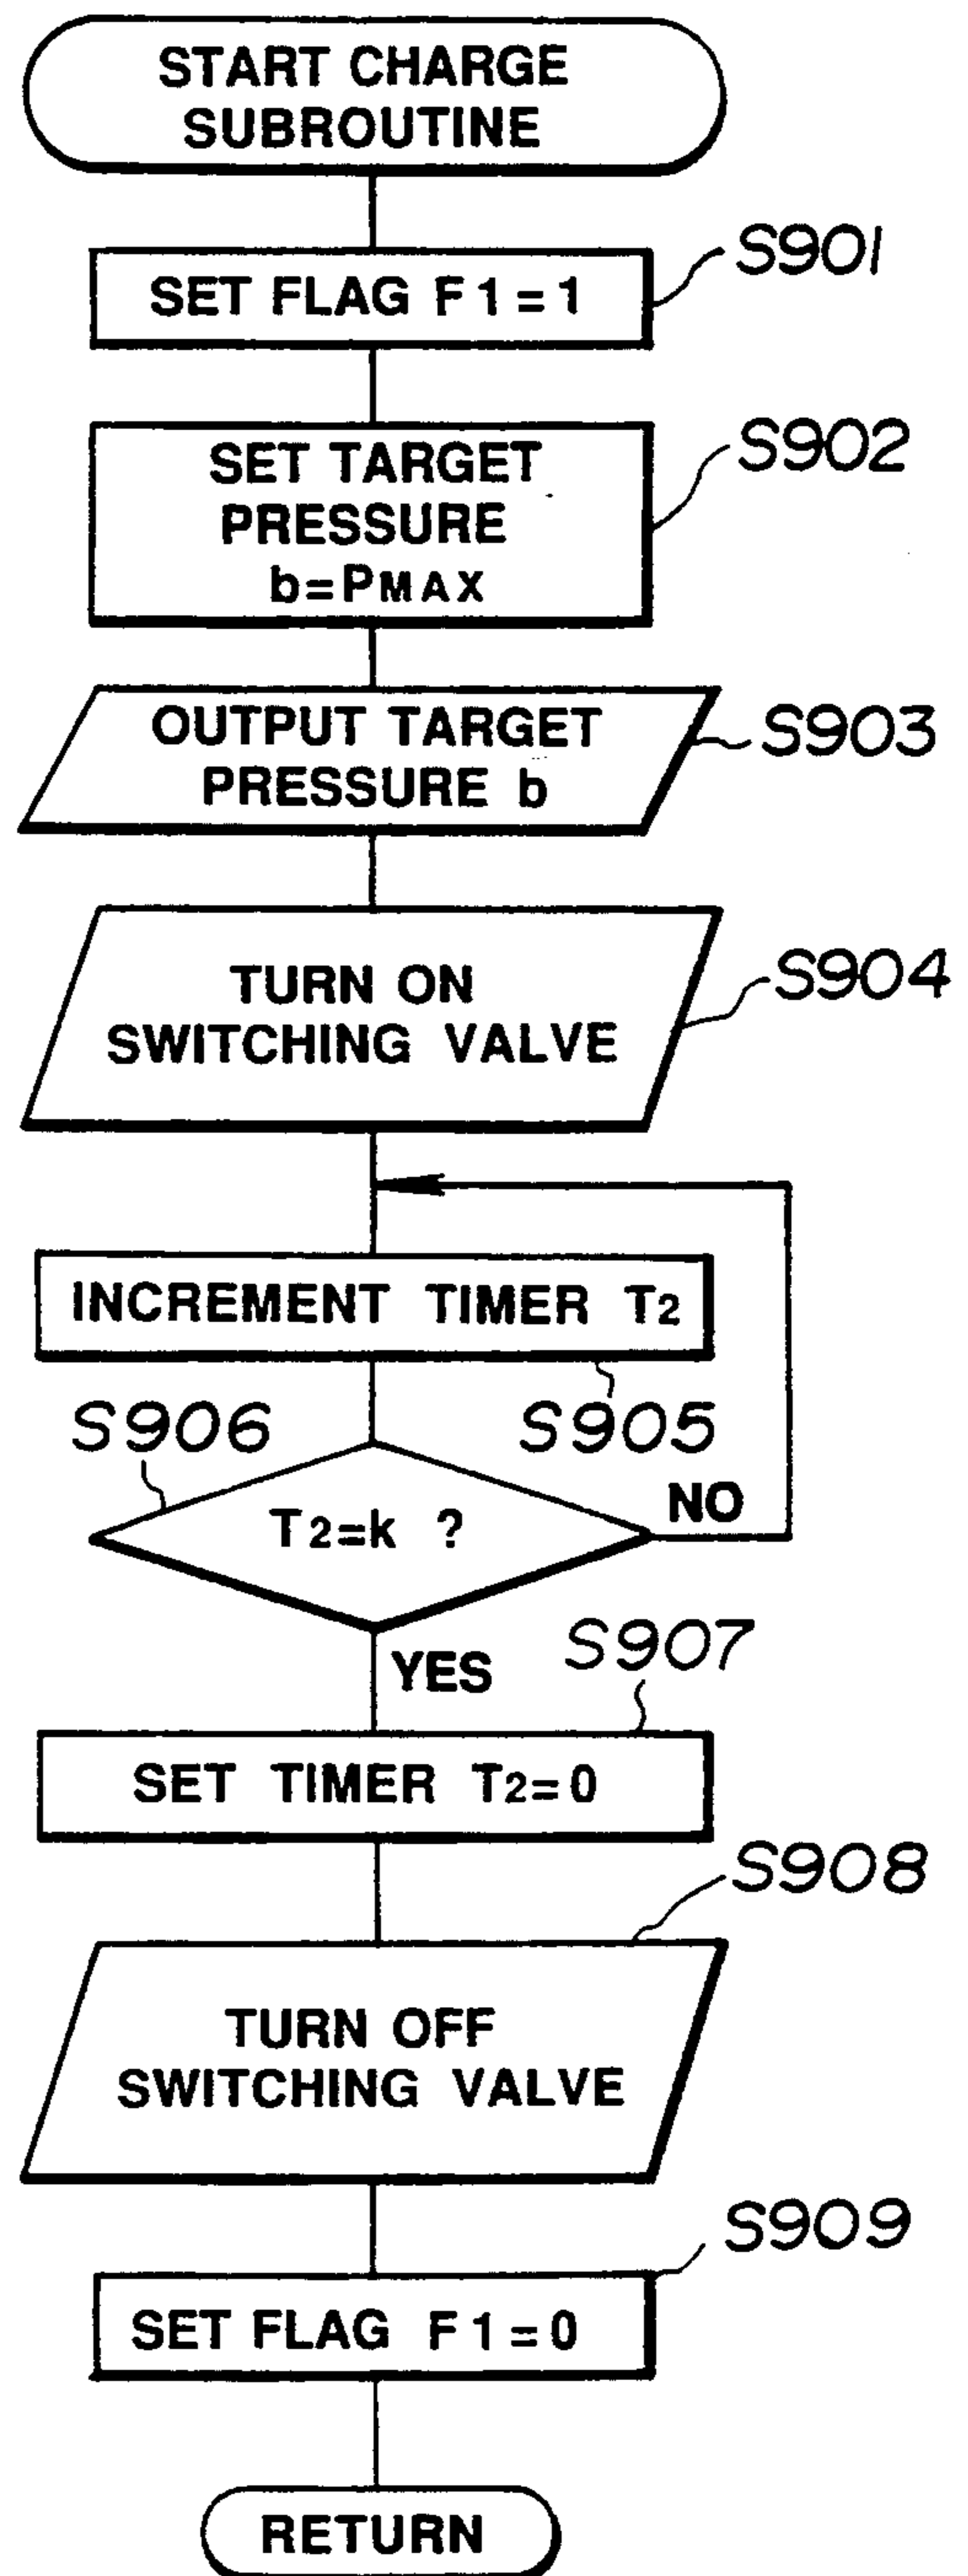 START CHARGE
SUBROUTINE
S901
SET FLAG F1=1
S902
SET TARGET
PRESSURE
b=PMAX
S903
OUTPUT TARGET
PRESSURE b
S904
TURN ON
SWITCHING VALVE
INCREMENT TIMER T2
S905
S906
T2=k ?
NO
YES
S907
SET TIMER T2=0
S908
TURN OFF
SWITCHING VALVE
S909
SET FLAG F1=0
RETURN